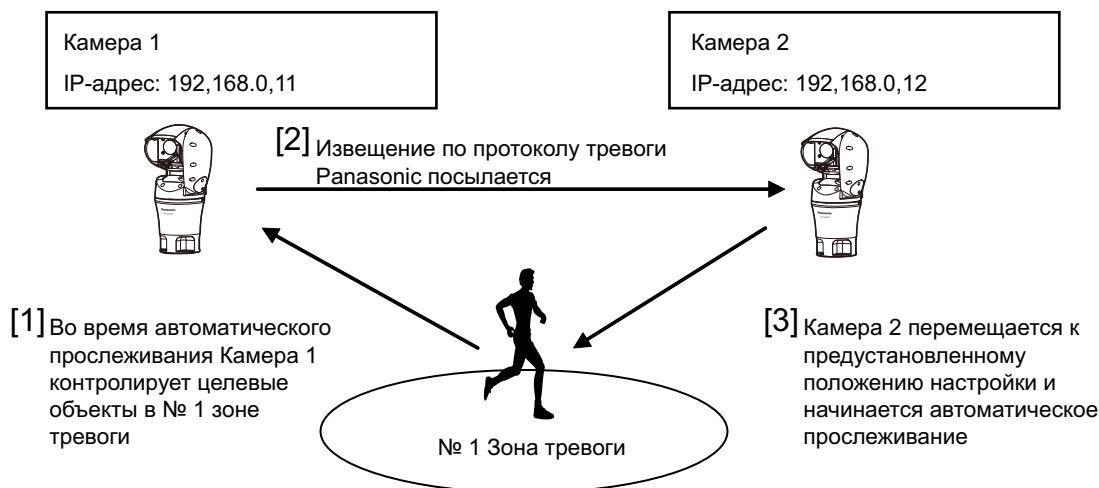 Камера 1
IP-адрес: 192,168.0,11
Камера 2
IP-адрес: 192,168.0,12
[2] Извещение по протоколу тревоги
Panasonic посылается
[1] Во время автоматического
прослеживания Камера 1
контролирует целевые
объекты в № 1 зоне
тревоги
[3] Камера 2 перемещается к
предустановленному
положению настройки и
начинается автоматическое
прослеживание
№ 1 Зона тревоги